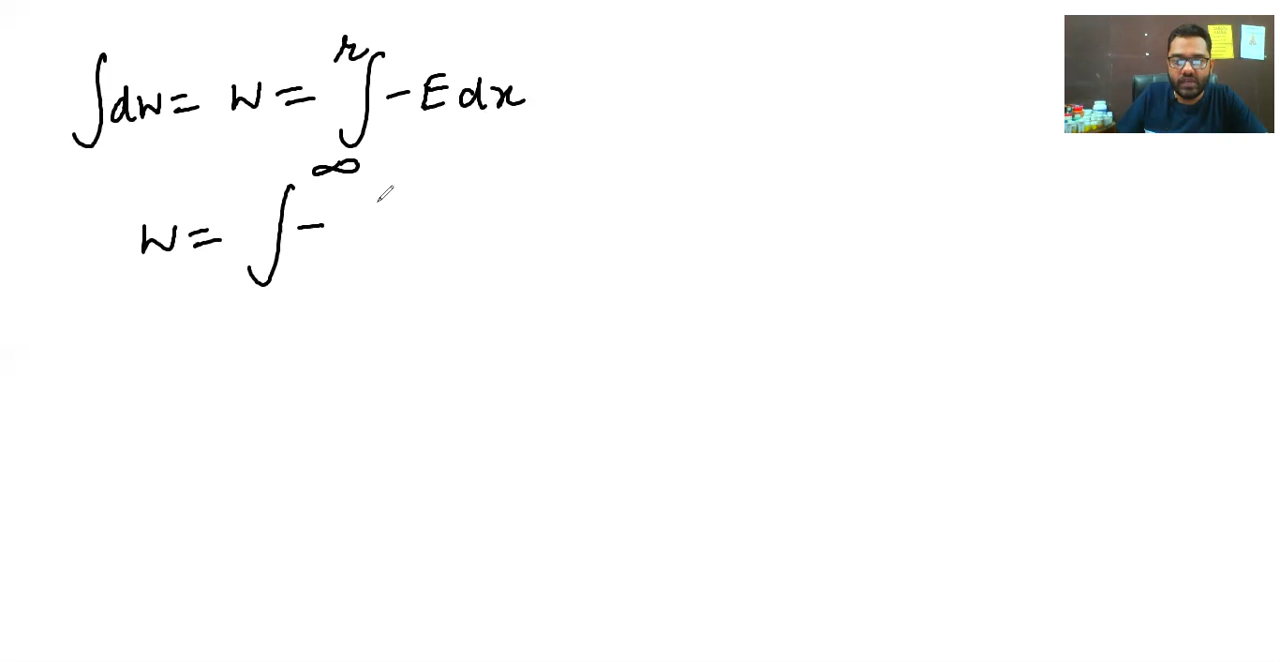 ∫dw = w = ∫_∞^r -E dx
w = ∫ -